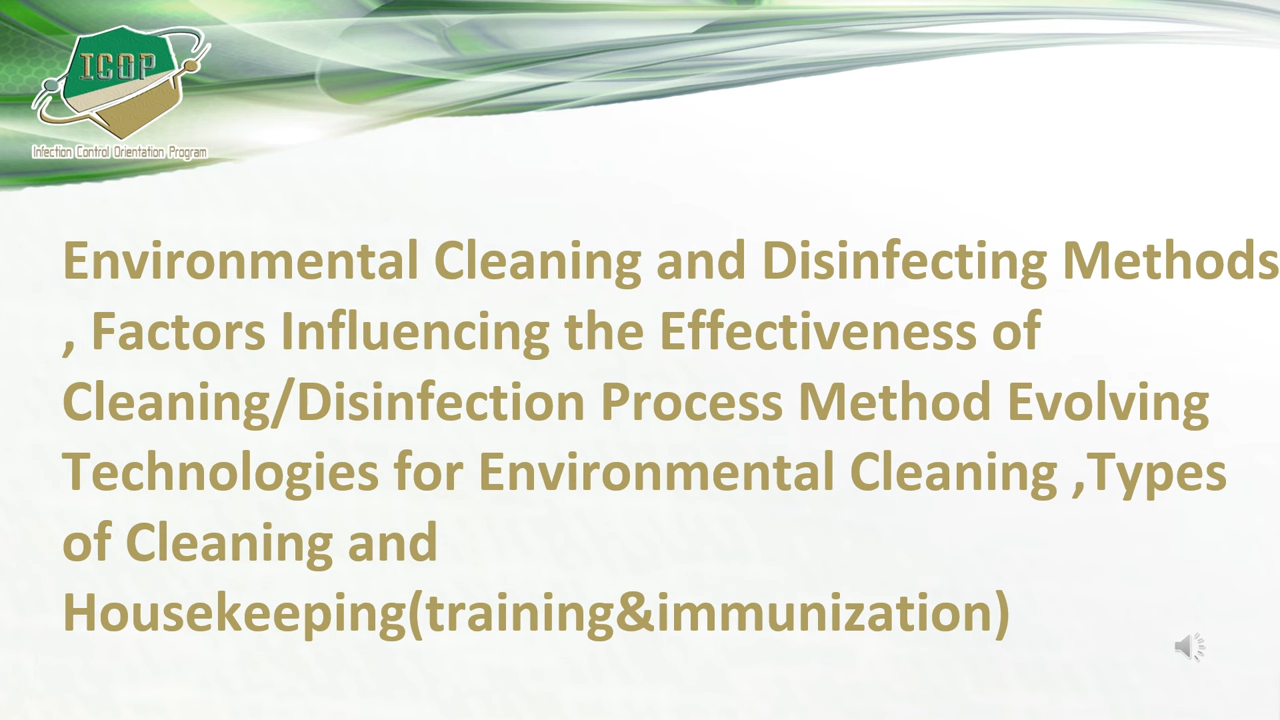 ICOP
Infection Control Orientation Program
Environmental Cleaning and Disinfecting Methods
, Factors Influencing the Effectiveness of
Cleaning/Disinfection Process Method Evolving
Technologies for Environmental Cleaning ,Types
of Cleaning and
Housekeeping(training&immunization)